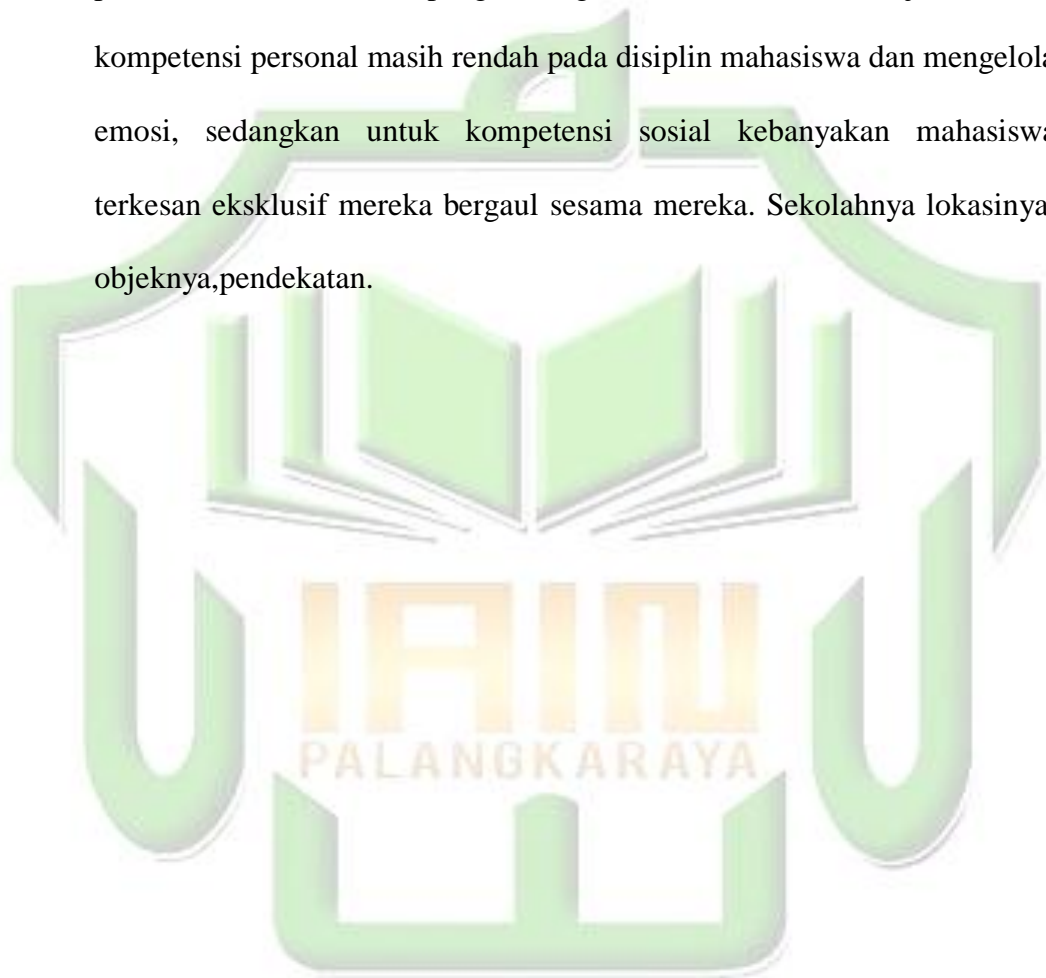 kompetensi personal masih rendah pada disiplin mahasiswa dan mengelola
emosi, sedangkan untuk kompetensi sosial kebanyakan mahasiswa
terkesan eksklusif mereka bergaul sesama mereka. Sekolahnya lokasinya
objeknya,pendekatan.
IAIN
PALANGKARAYA